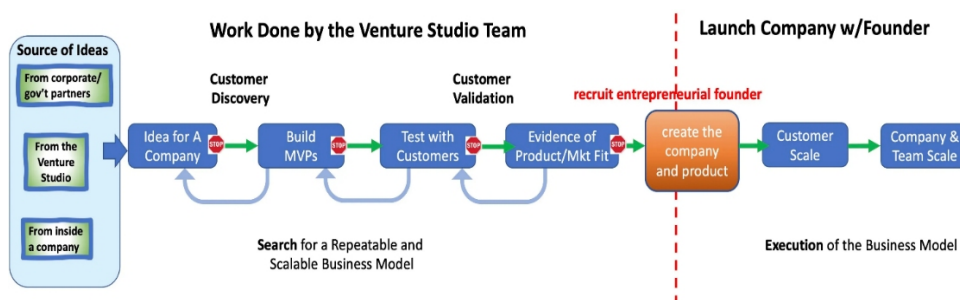 Work Done by the Venture Studio Team
Launch Company w/Founder
Source of Ideas
From corporate/
gov't partners
From the
Venture
Studio
From inside
a company
Customer
Discovery
Customer
Validation
recruit entrepreneurial founder
Idea for A
Company
STOP
Build
MVPs
STOP
Test with
Customers
STOP
Evidence of
Product/Mkt Fit
STOP
create the
company
and product
Customer
Scale
Company &
Team Scale
Search for a Repeatable and
Scalable Business Model
Execution of the Business Model